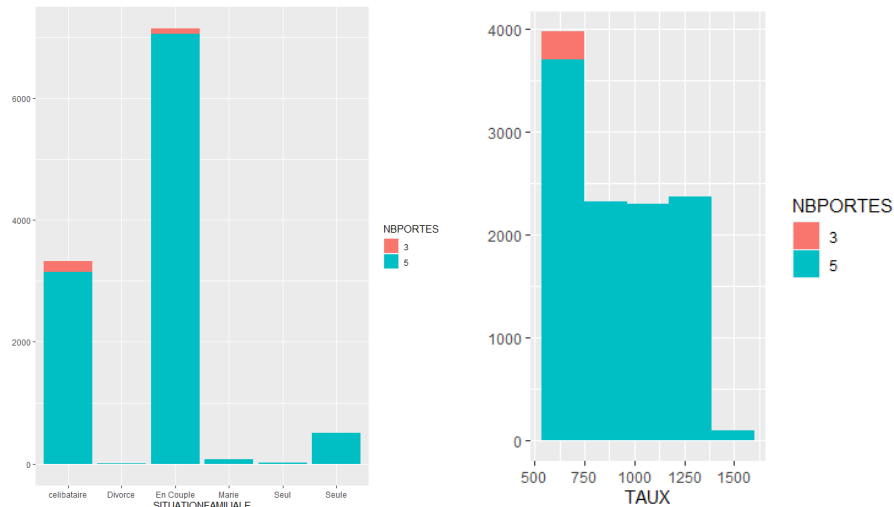 6000
4000
2000
0
celibataire Divorce En Couple Marie Seul Seule
SITUATIONFAMILIALE
NBPORTES
3
5
4000
3000
2000
1000
0
500 750 1000 1250 1500
TAUX
NBPORTES
3
5